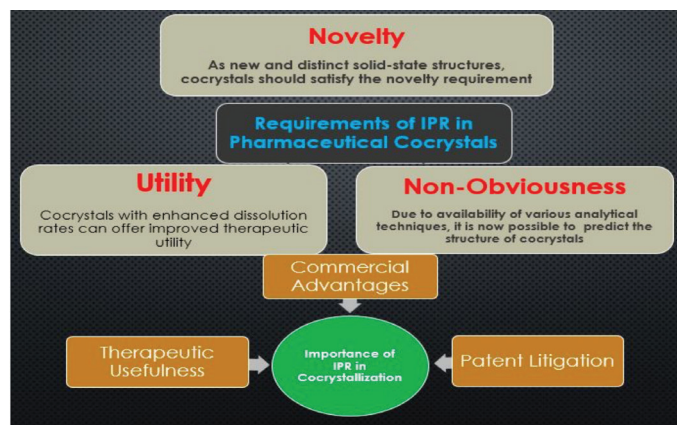 Novelty
As new and distinct solid-state structures,
cocrystals should satisfy the novelty requirement
Requirements of IPR in
Pharmaceutical Cocrystals
Utility
Cocrystals with enhanced dissolution
rates can offer improved therapeutic
utility
Non-Obviousness
Due to availability of various analytical
techniques, it is now possible to predict the
structure of cocrystals
Commercial
Advantages
Therapeutic
Usefulness
Importance of
IPR in
Cocrystallization
Patent Litigation